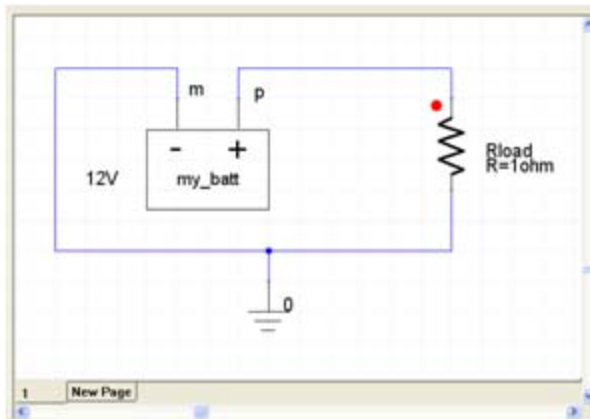 m p
- +
12V my_batt
Rload
R=1ohm
0
1 New Page